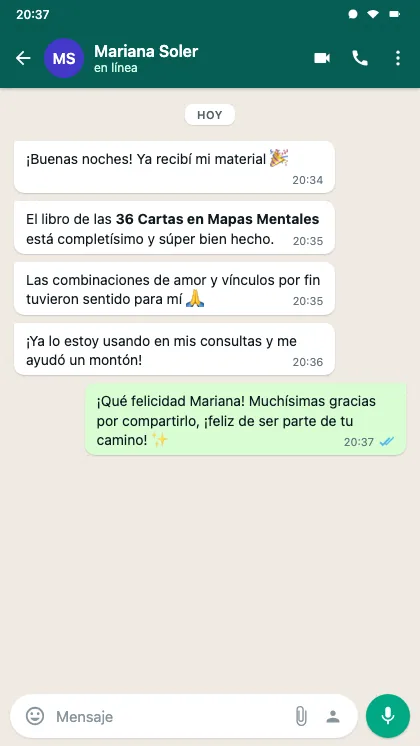 20:37
Mariana Soler
MS
en línea
HOY
¡Buenas noches! Ya recibí mi material 🎉
20:34
El libro de las 36 Cartas en Mapas Mentales
está completísimo y súper bien hecho. 20:35
Las combinaciones de amor y vínculos por fin
tuvieron sentido para mí 🙏 20:35
¡Ya lo estoy usando en mis consultas y me
ayudó un montón! 20:36
¡Qué felicidad Mariana! Muchísimas gracias
por compartirlo, ¡feliz de ser parte de tu
camino! ✨ 20:37
Mensaje